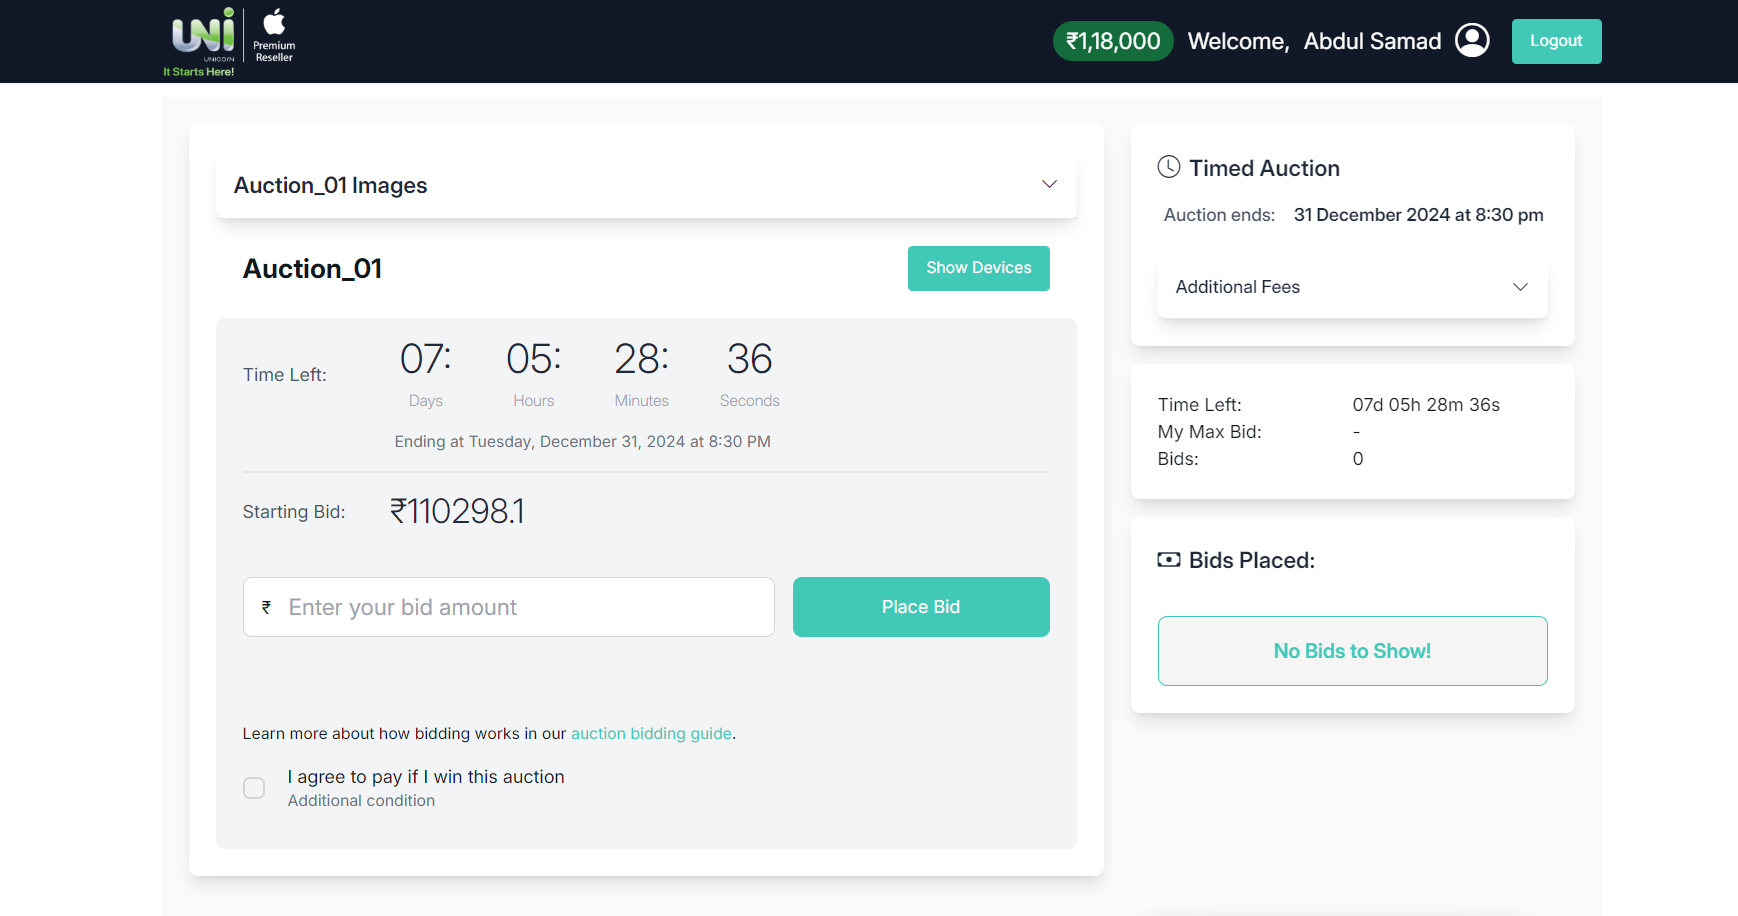 UNI
UNICORN
It Starts Here!
Premium
Reseller
₹1,18,000
Welcome, Abdul Samad
Logout
Auction_01 Images
Auction_01
Show Devices
Time Left:
07: 05: 28: 36
Days Hours Minutes Seconds
Ending at Tuesday, December 31, 2024 at 8:30 PM
Starting Bid: ₹110298.1
₹ Enter your bid amount
Place Bid
Learn more about how bidding works in our auction bidding guide.
I agree to pay if I win this auction
Additional condition
Timed Auction
Auction ends: 31 December 2024 at 8:30 pm
Additional Fees
Time Left: 07d 05h 28m 36s
My Max Bid: -
Bids: 0
Bids Placed:
No Bids to Show!